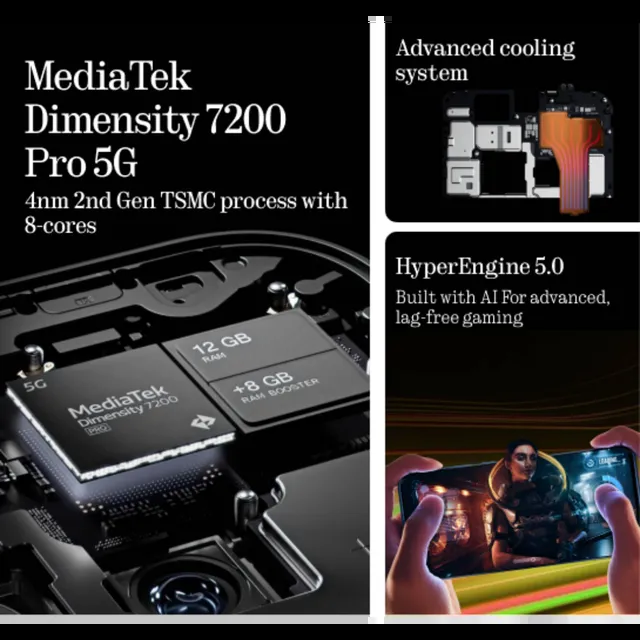 MediaTek
Dimensity 7200
Pro 5G
4nm 2nd Gen TSMC process with
8-cores
5G
MediaTek
Dimensity 7200
PRO
12 GB
RAM
+8 GB
RAM BOOSTER
Advanced cooling
system
HyperEngine 5.0
Built with AI For advanced,
lag-free gaming